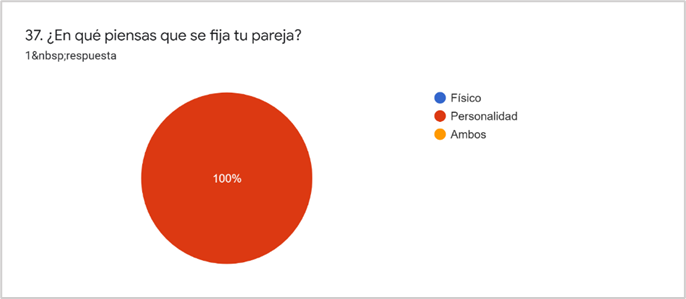 37. ¿En qué piensas que se fija tu pareja?
1&nbsp;respuesta
Físico
Personalidad
Ambos
100%